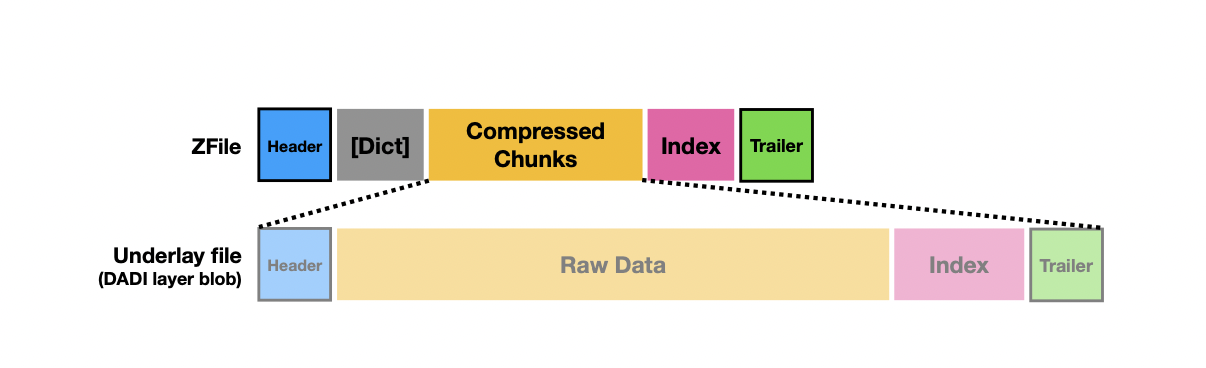 ZFile
Header
[Dict]
Compressed
Chunks
Index
Trailer
Underlay file
(DADI layer blob)
Header
Raw Data
Index
Trailer